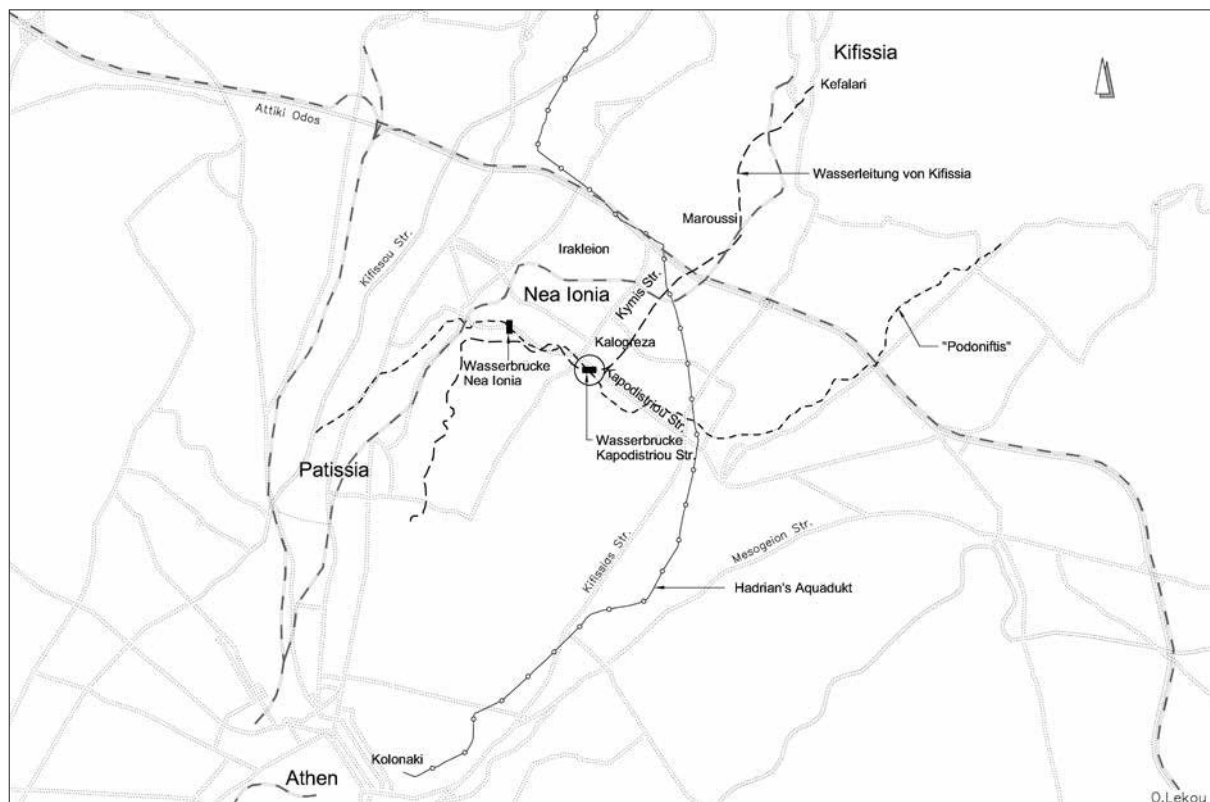 Kifissia
Kefalari
Attiki Odos
Wasserleitung von Kifissia
Maroussi
Kifissou Str.
Irakleion
Kymis Str.
Nea Ionia
Kalogreza
"Podoniftis"
Wasserbrucke
Nea Ionia
Kapodistriou Str.
Wasserbrucke
Kapodistriou Str.
Patissia
Kifissias Str.
Mesogeion Str.
Hadrian's Aquadukt
Kolonaki
Athen
O.Lekou